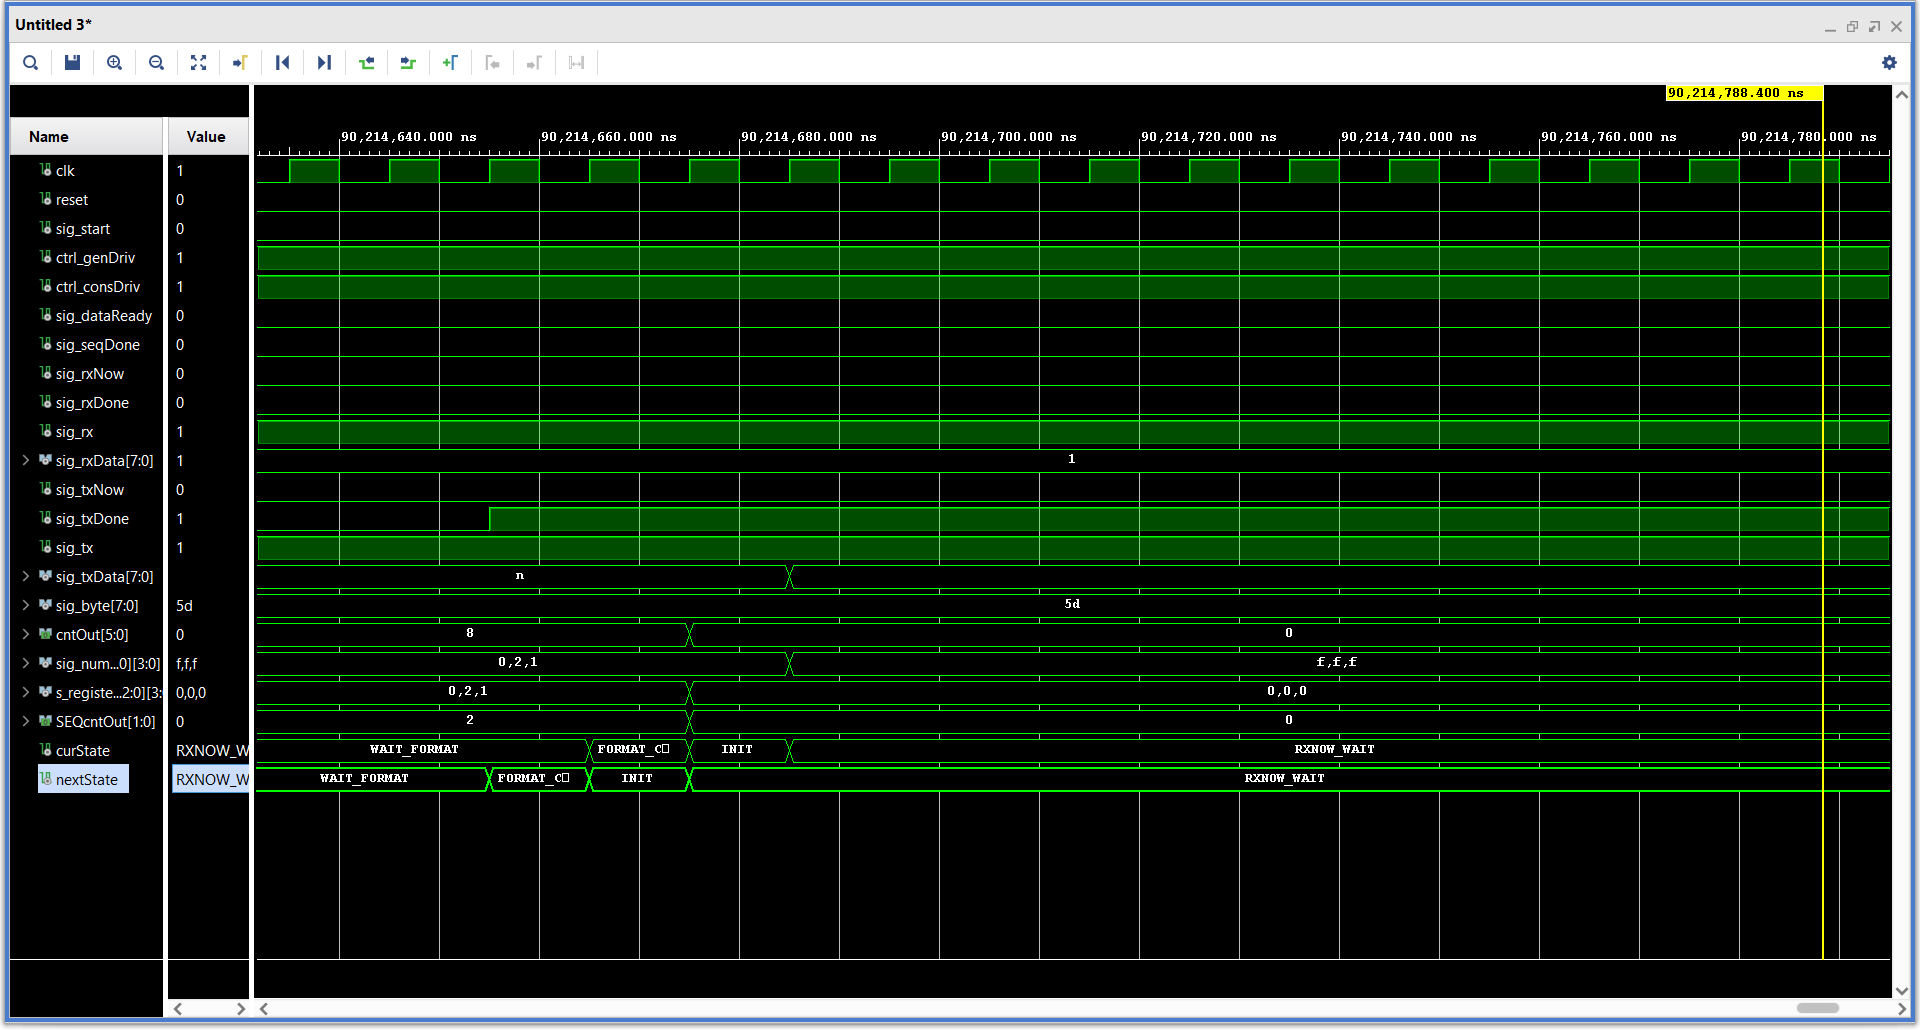 Untitled 3*
90,214,788.400 ns
Name Value
90,214,640.000 ns 90,214,660.000 ns 90,214,680.000 ns 90,214,700.000 ns 90,214,720.000 ns 90,214,740.000 ns 90,214,760.000 ns 90,214,780.000 ns
clk 1
reset 0
sig_start 0
ctrl_genDriv 1
ctrl_consDriv 1
sig_dataReady 0
sig_seqDone 0
sig_rxNow 0
sig_rxDone 0
sig_rx 1
sig_rxData[7:0] 1 1
sig_txNow 0
sig_txDone 1
sig_tx 1
sig_txData[7:0] n
sig_byte[7:0] 5d 5d
cntOut[5:0] 0 8 0
sig_num...0][3:0] f,f,f 0,2,1 f,f,f
s_registe...2:0][3: 0,0,0 0,2,1 0,0,0
SEQcntOut[1:0] 0 2 0
curState RXNOW_W WAIT_FORMAT FORMAT_C□ INIT RXNOW_WAIT
nextState RXNOW_W WAIT_FORMAT FORMAT_C□ INIT RXNOW_WAIT